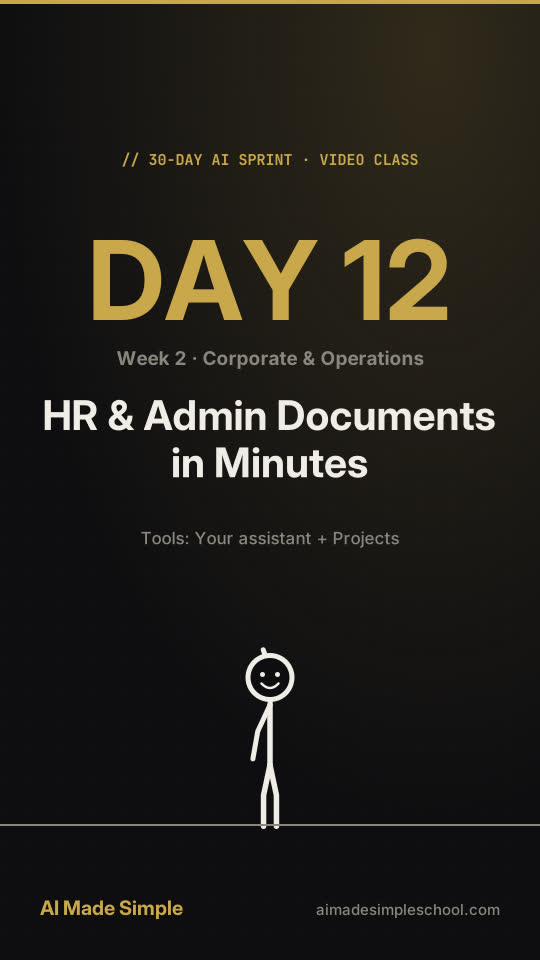 // 30-DAY AI SPRINT · VIDEO CLASS
DAY 12
Week 2 · Corporate & Operations
HR & Admin Documents
in Minutes
Tools: Your assistant + Projects
AI Made Simple
aimadesimpleschool.com